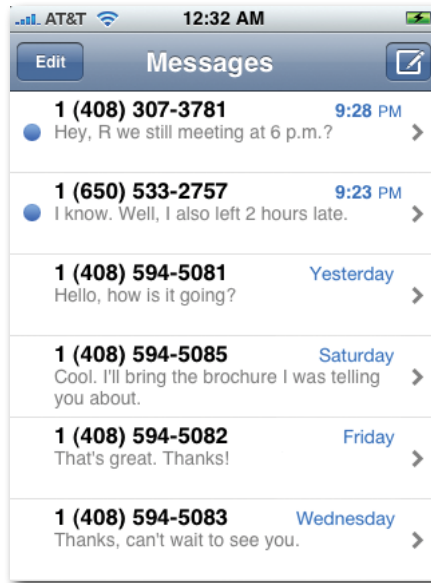 AT&T 12:32 AM
Edit Messages
1 (408) 307-3781 9:28 PM
Hey, R we still meeting at 6 p.m.?
1 (650) 533-2757 9:23 PM
I know. Well, I also left 2 hours late.
1 (408) 594-5081 Yesterday
Hello, how is it going?
1 (408) 594-5085 Saturday
Cool. I'll bring the brochure I was telling
you about.
1 (408) 594-5082 Friday
That's great. Thanks!
1 (408) 594-5083 Wednesday
Thanks, can't wait to see you.